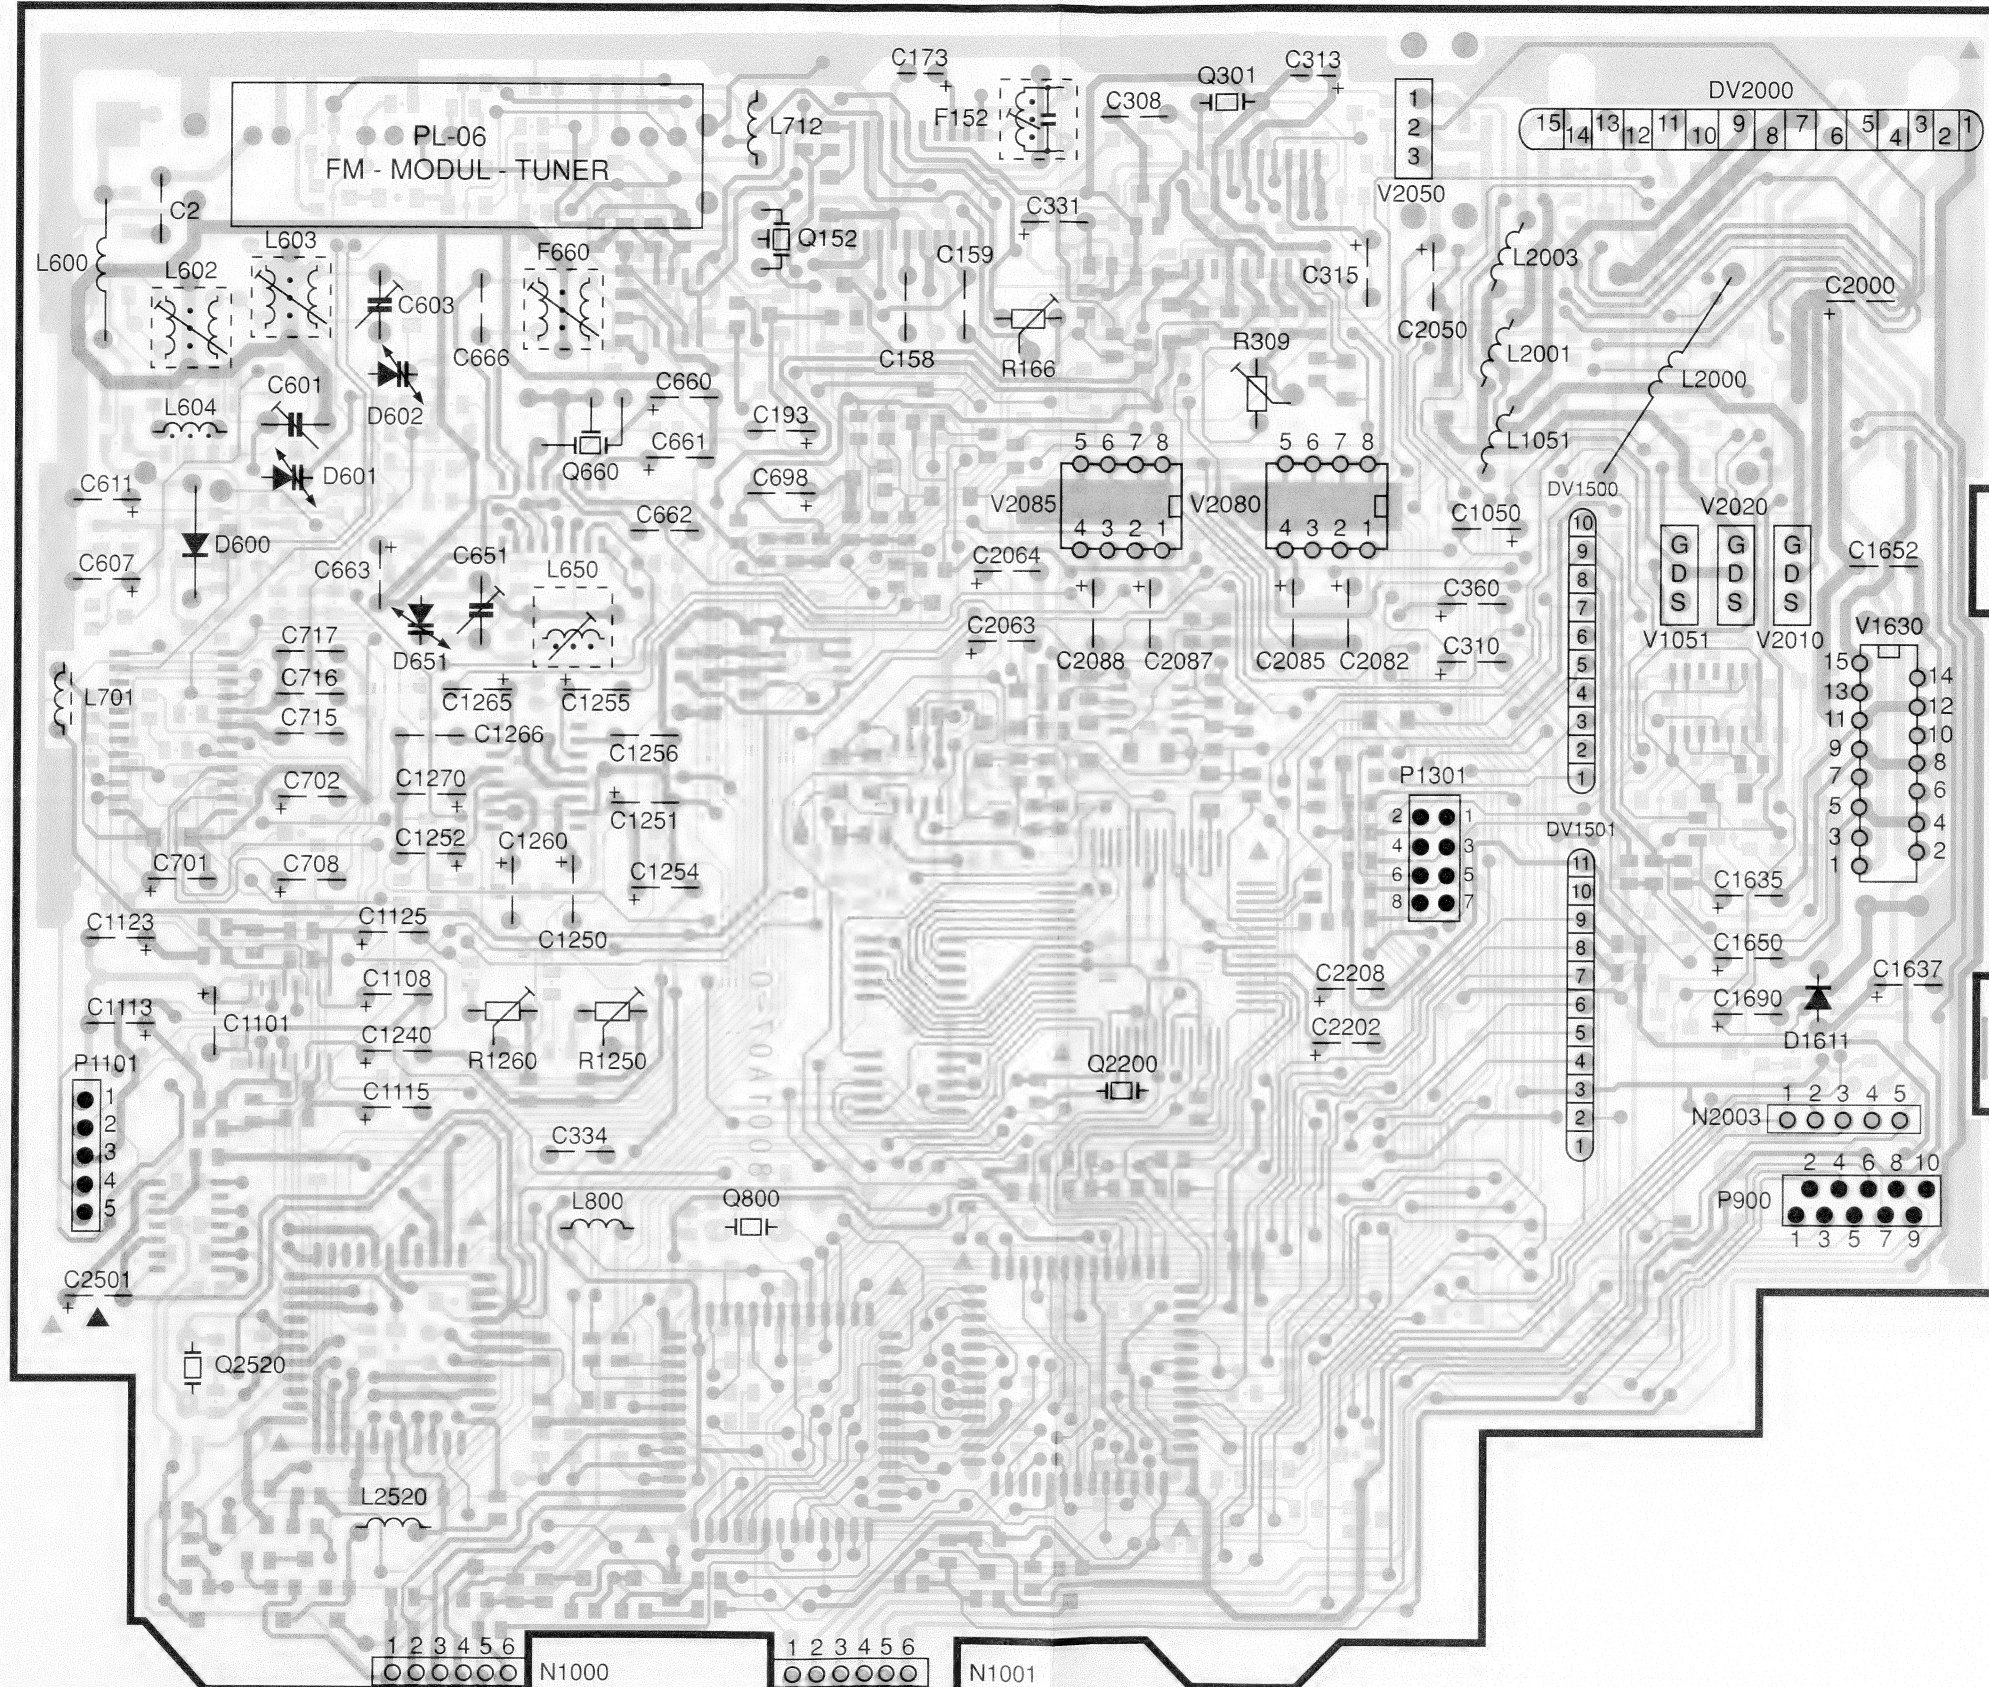 C173
Q301
C313
PL-06
FM - MODUL - TUNER
L712
F152
C308
1
2
3
V2050
DV2000
15 14 13 12 11 10 9 8 7 6 5 4 3 2 1
C2
L600
L602
L603
C603
F660
C666
Q152
C331
C159
C158
R166
C315
C2050
L2003
L2001
L2000
C2000
R309
C601
L604
D602
D601
C660
C661
Q660
C193
C698
C662
L1051
C611
D600
C607
C663
C651
L650
D651
5 6 7 8
V2085
4 3 2 1
5 6 7 8
V2080
4 3 2 1
C2064
C2063
C2088
C2087
C2085
C2082
C1050
C360
C310
DV1500
10
9
8
7
6
5
4
3
2
1
V2020
G
D
S
G
D
S
G
D
S
V1051
V2010
C1652
V1630
15
14
13
12
11
10
9
8
7
6
5
4
3
2
1
C717
C716
C715
L701
C702
C701
C708
C1265
C1255
C1266
C1256
C1270
C1251
C1252
C1260
C1254
C1250
P1301
2 1
4 3
6 5
8 7
DV1501
11
10
9
8
7
6
5
4
3
2
1
C1635
C1650
C1690
C1637
D1611
C1123
C1125
C1108
C1113
C1101
C1240
C1115
R1260
R1250
C2208
C2202
Q2200
P1101
1
2
3
4
5
C334
L800
Q800
1 2 3 4 5
N2003
2 4 6 8 10
P900
1 3 5 7 9
C2501
Q2520
L2520
1 2 3 4 5 6
N1000
1 2 3 4 5 6
N1001